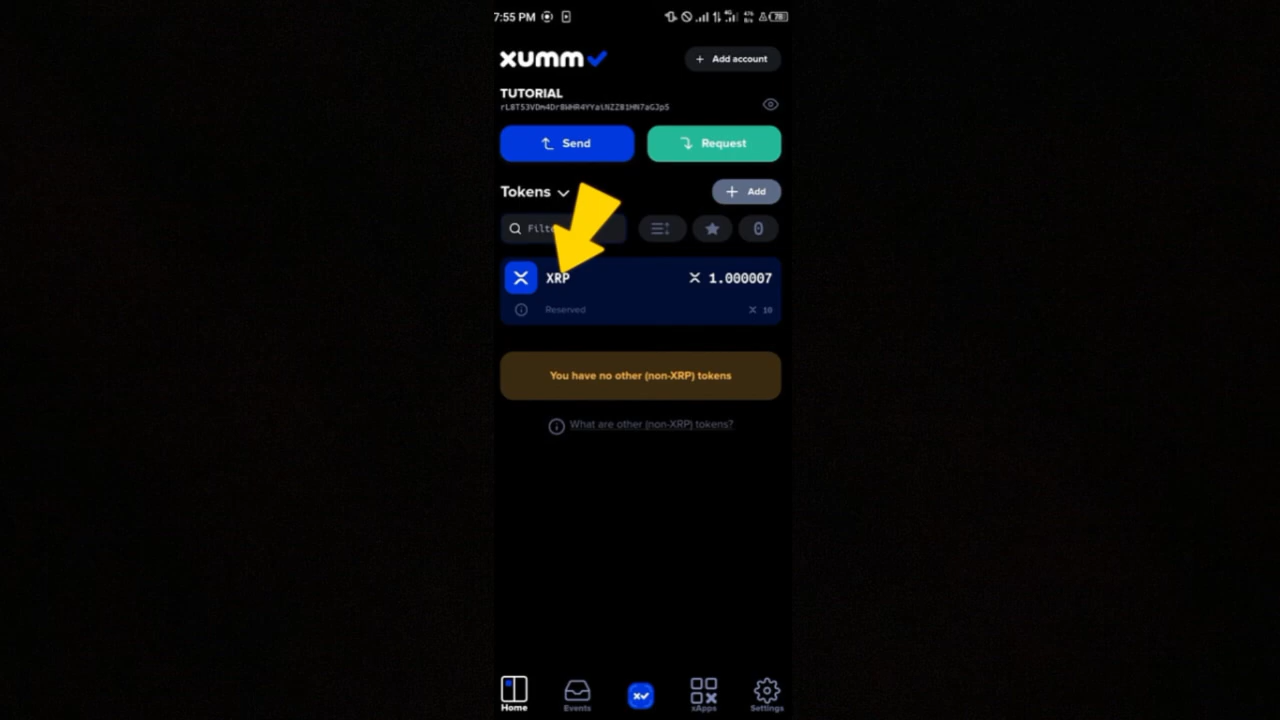 7:55 PM
xumm
+ Add account
TUTORIAL
Send
Request
Tokens
+ Add
XRP
1.000007
Reserved
10
You have no other (non-XRP) tokens
What are other (non-XRP) tokens?
Home
Events
xApps
Settings